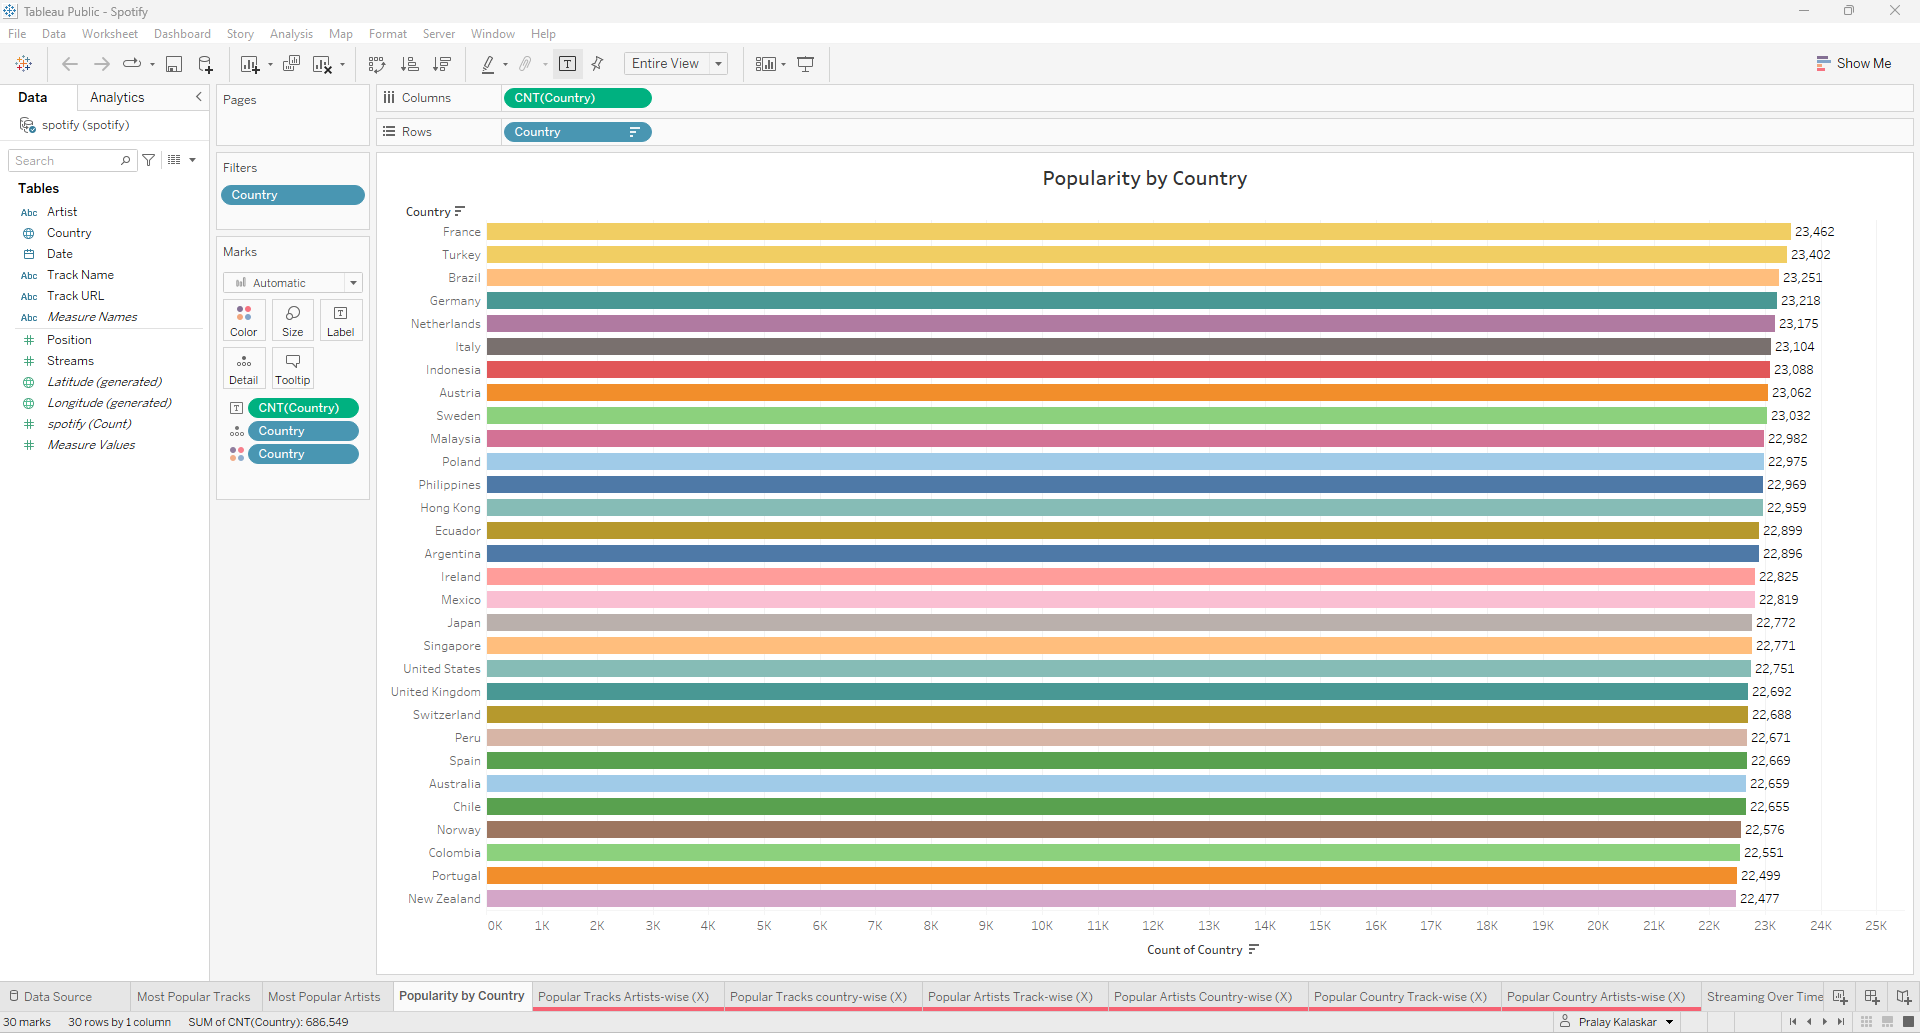 Tableau Public - Spotify
File Data Worksheet Dashboard Story Analysis Map Format Server Window Help
Entire View
Show Me
Data Analytics
spotify (spotify)
Search
Tables
Abc Artist
Country
Date
Abc Track Name
Abc Track URL
Abc Measure Names
Position
Streams
Latitude (generated)
Longitude (generated)
spotify (Count)
Measure Values
Pages
Filters
Country
Marks
Automatic
Color Size Label
Detail Tooltip
CNT(Country)
Country
Country
Columns CNT(Country)
Rows Country
Popularity by Country
Country
France 23,462
Turkey 23,402
Brazil 23,251
Germany 23,218
Netherlands 23,175
Italy 23,104
Indonesia 23,088
Austria 23,062
Sweden 23,032
Malaysia 22,982
Poland 22,975
Philippines 22,969
Hong Kong 22,959
Ecuador 22,899
Argentina 22,896
Ireland 22,825
Mexico 22,819
Japan 22,772
Singapore 22,771
United States 22,751
United Kingdom 22,692
Switzerland 22,688
Peru 22,671
Spain 22,669
Australia 22,659
Chile 22,655
Norway 22,576
Colombia 22,551
Portugal 22,499
New Zealand 22,477
0K 1K 2K 3K 4K 5K 6K 7K 8K 9K 10K 11K 12K 13K 14K 15K 16K 17K 18K 19K 20K 21K 22K 23K 24K 25K
Count of Country
Data Source Most Popular Tracks Most Popular Artists Popularity by Country Popular Tracks Artists-wise (X) Popular Tracks country-wise (X) Popular Artists Track-wise (X) Popular Artists Country-wise (X) Popular Country Track-wise (X) Popular Country Artists-wise (X) Streaming Over Time
30 marks 30 rows by 1 column SUM of CNT(Country): 686,549 Pralay Kalaskar